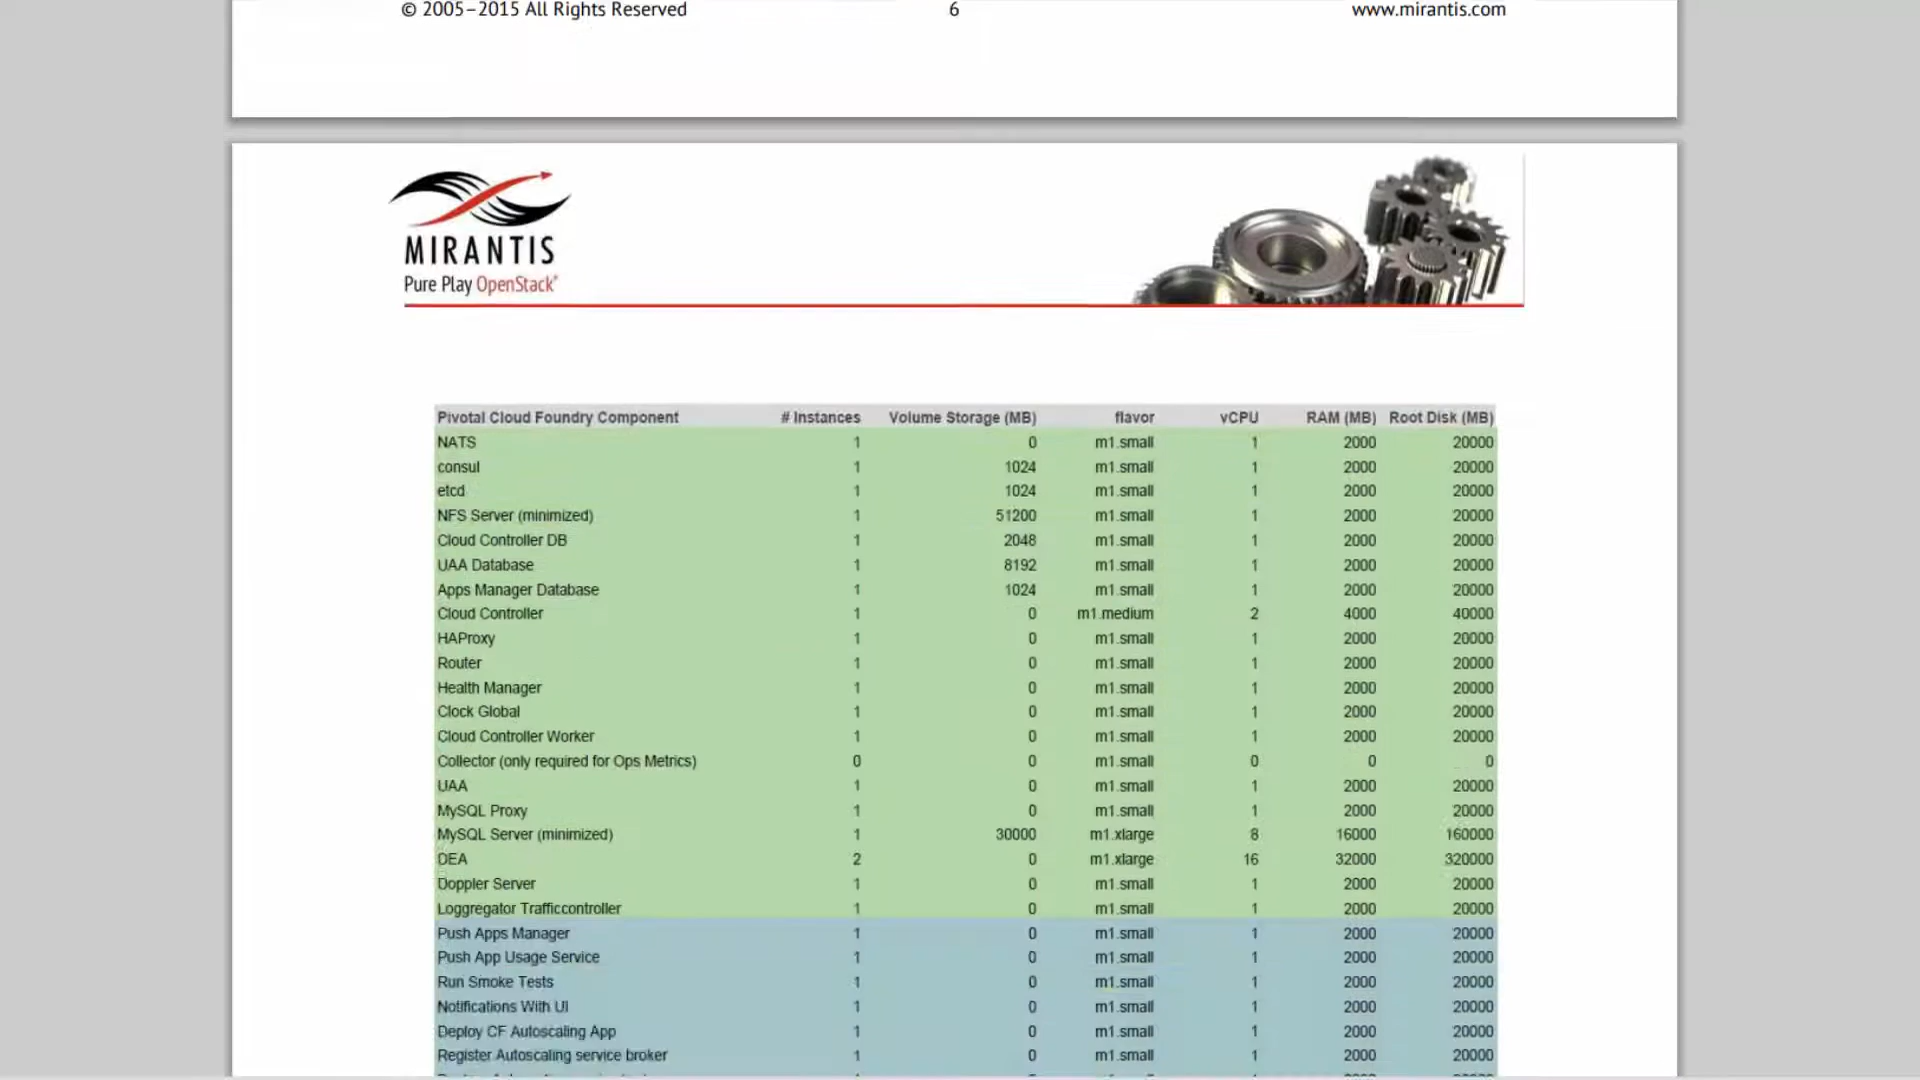 © 2005–2015 All Rights Reserved 6 www.mirantis.com
MIRANTIS
Pure Play OpenStack®
Pivotal Cloud Foundry Component # Instances Volume Storage (MB) flavor vCPU RAM (MB) Root Disk (MB)
NATS 1 0 m1.small 1 2000 20000
consul 1 1024 m1.small 1 2000 20000
etcd 1 1024 m1.small 1 2000 20000
NFS Server (minimized) 1 51200 m1.small 1 2000 20000
Cloud Controller DB 1 2048 m1.small 1 2000 20000
UAA Database 1 8192 m1.small 1 2000 20000
Apps Manager Database 1 1024 m1.small 1 2000 20000
Cloud Controller 1 0 m1.medium 2 4000 40000
HAProxy 1 0 m1.small 1 2000 20000
Router 1 0 m1.small 1 2000 20000
Health Manager 1 0 m1.small 1 2000 20000
Clock Global 1 0 m1.small 1 2000 20000
Cloud Controller Worker 1 0 m1.small 1 2000 20000
Collector (only required for Ops Metrics) 0 0 m1.small 0 0 0
UAA 1 0 m1.small 1 2000 20000
MySQL Proxy 1 0 m1.small 1 2000 20000
MySQL Server (minimized) 1 30000 m1.xlarge 8 16000 160000
DEA 2 0 m1.xlarge 16 32000 320000
Doppler Server 1 0 m1.small 1 2000 20000
Loggregator Trafficcontroller 1 0 m1.small 1 2000 20000
Push Apps Manager 1 0 m1.small 1 2000 20000
Push App Usage Service 1 0 m1.small 1 2000 20000
Run Smoke Tests 1 0 m1.small 1 2000 20000
Notifications With UI 1 0 m1.small 1 2000 20000
Deploy CF Autoscaling App 1 0 m1.small 1 2000 20000
Register Autoscaling service broker 1 0 m1.small 1 2000 20000